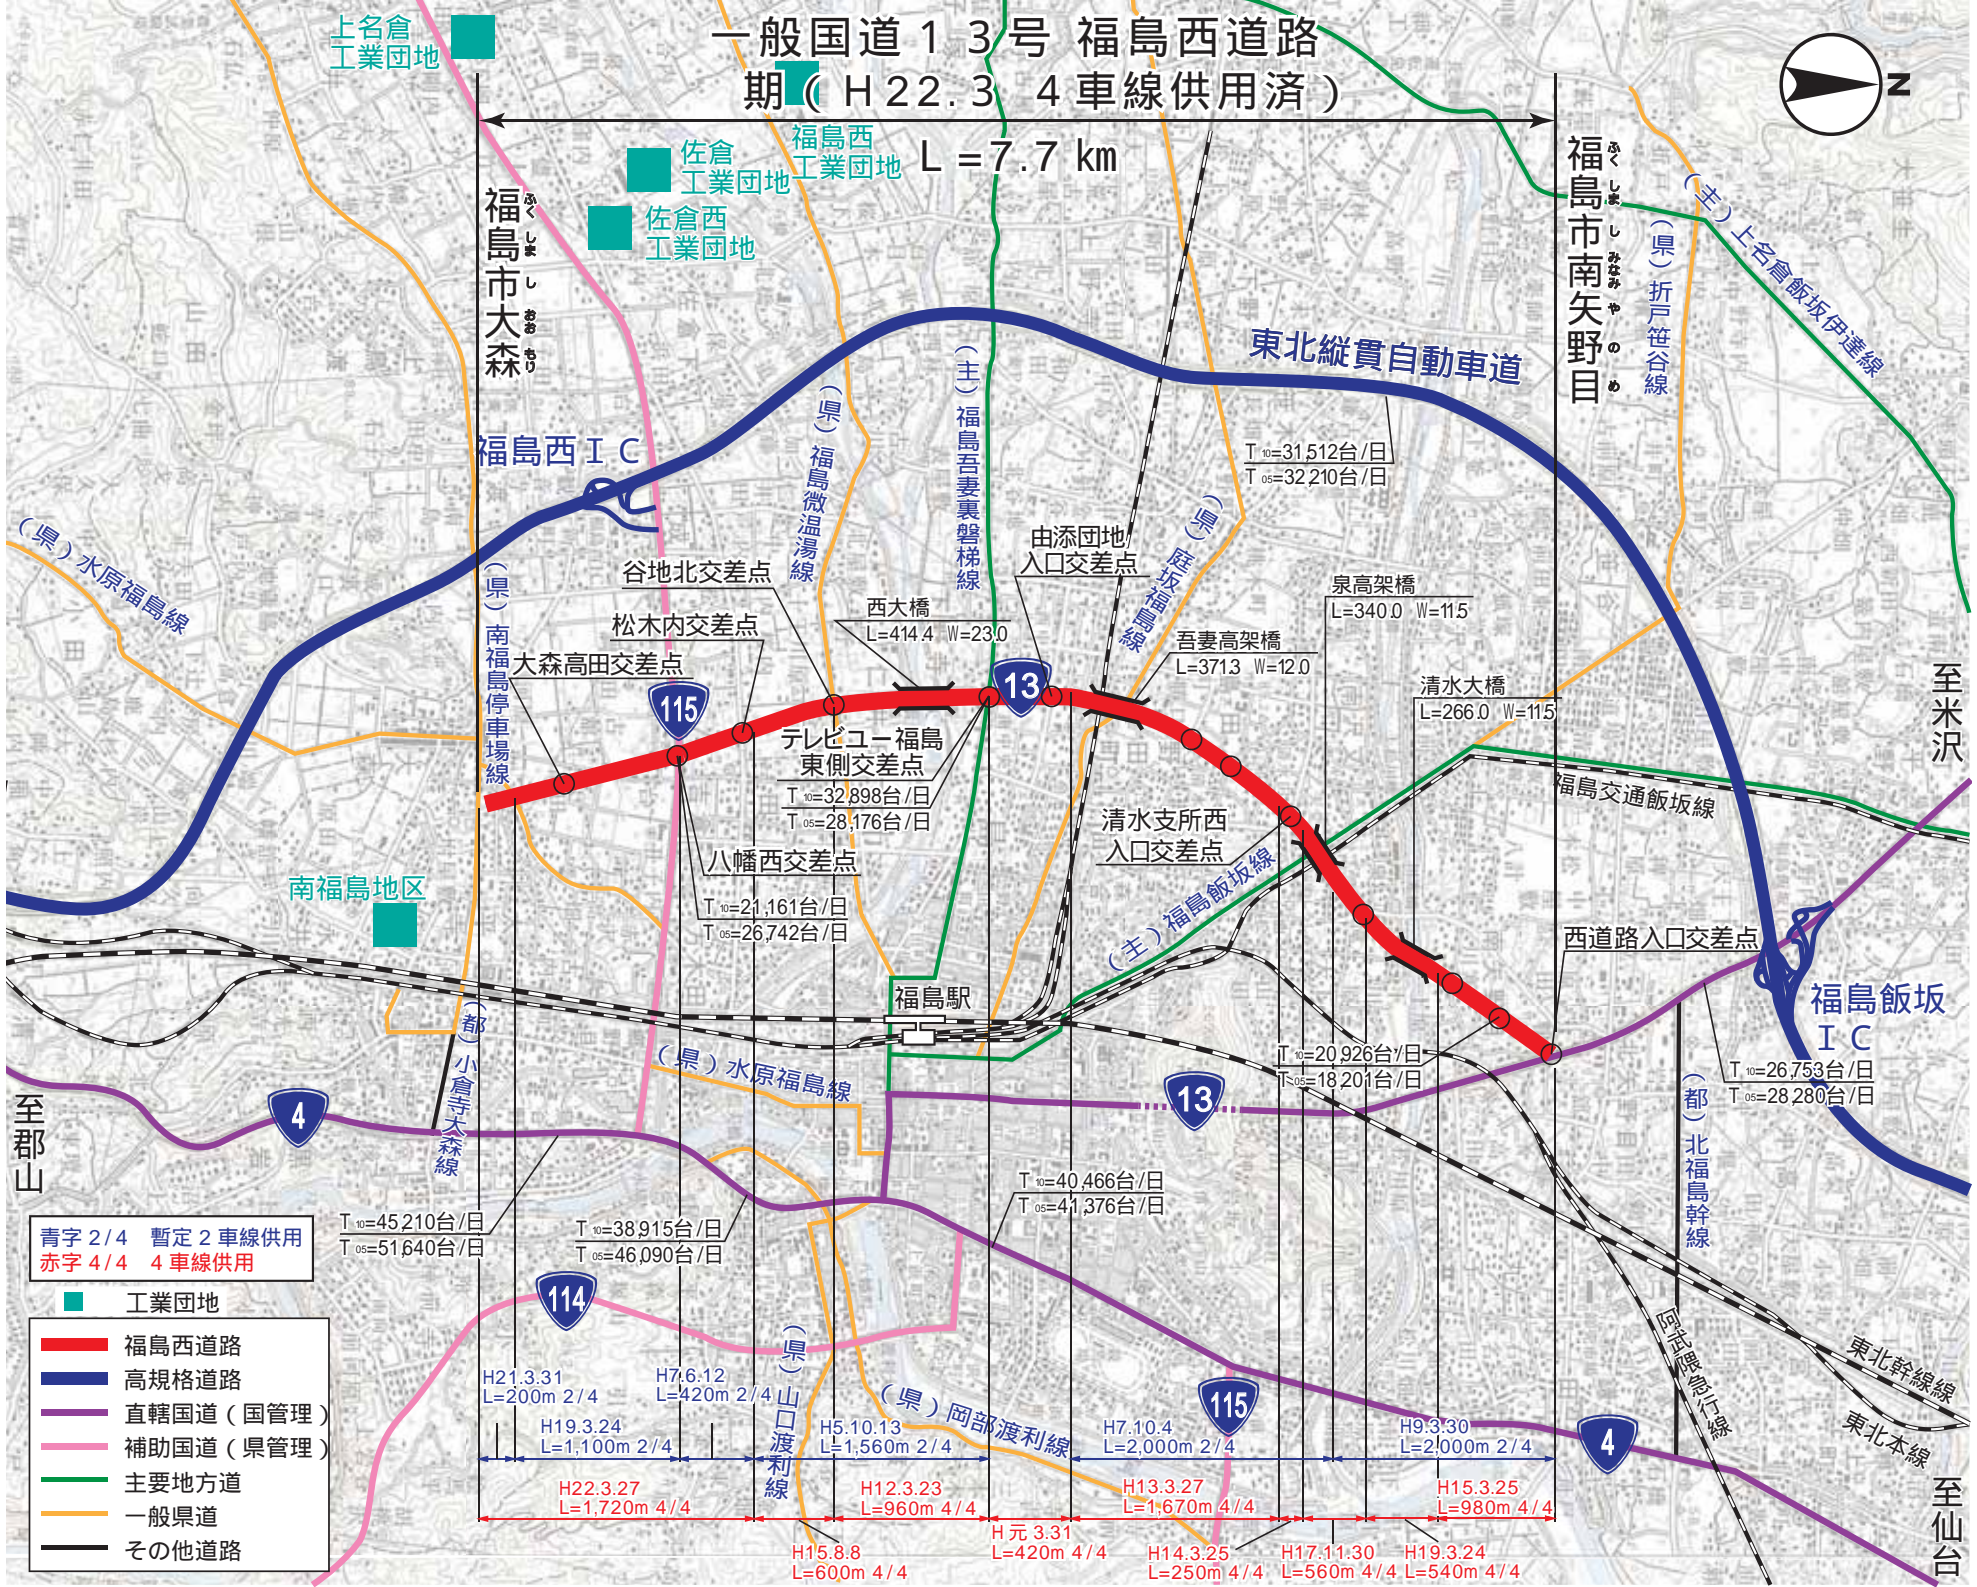 一般国道１３号 福島西道路
期（H22.3 ４車線供用済）
L=7.7km
N
上名倉
工業団地
福島西
工業団地
佐倉
工業団地
佐倉西
工業団地
福島市大森
ふくしましおおもり
福島市南矢野目
ふくしましみなみやのめ
（主）上名倉飯坂伊達線
（県）折戸笹谷線
東北縦貫自動車道
福島西ＩＣ
（県）福島微温湯線
（主）福島吾妻裏磐梯線
（県）庭坂福島線
（県）水原福島線
（県）南福島停車場線
T10=31,512台/日
T05=32,210台/日
由添団地
入口交差点
谷地北交差点
松木内交差点
大森高田交差点
西大橋
L=414.4 W=23.0
泉高架橋
L=340.0 W=11.5
吾妻高架橋
L=371.3 W=12.0
清水大橋
L=266.0 W=11.5
115
13
テレビユー福島
東側交差点
T10=32,898台/日
T05=28,176台/日
八幡西交差点
T10=21,161台/日
T05=26,742台/日
清水支所西
入口交差点
（主）福島飯坂線
福島交通飯坂線
至米沢
南福島地区
西道路入口交差点
福島飯坂
ＩＣ
福島駅
（都）小倉寺大森線
（県）水原福島線
T10=20,926台/日
T05=18,201台/日
T10=26,753台/日
T05=28,280台/日
13
4
至郡山
（都）北福島幹線
T10=40,466台/日
T05=41,376台/日
T10=45,210台/日
T05=51,640台/日
T10=38,915台/日
T05=46,090台/日
114
115
4
（県）山口渡利線
（県）岡部渡利線
阿武隈急行線
東北幹線線
東北本線
至仙台
青字 2/4　暫定２車線供用
赤字 4/4　４車線供用
工業団地
福島西道路
高規格道路
直轄国道（国管理）
補助国道（県管理）
主要地方道
一般県道
その他道路
H21.3.31
L=200m 2/4
H7.6.12
L=420m 2/4
H19.3.24
L=1,100m 2/4
H5.10.13
L=1,560m 2/4
H7.10.4
L=2,000m 2/4
H9.3.30
L=2,000m 2/4
H22.3.27
L=1,720m 4/4
H12.3.23
L=960m 4/4
H13.3.27
L=1,670m 4/4
H15.3.25
L=980m 4/4
H15.8.8
L=600m 4/4
H元3.31
L=420m 4/4
H14.3.25
L=250m 4/4
H17.11.30
L=560m 4/4
H19.3.24
L=540m 4/4